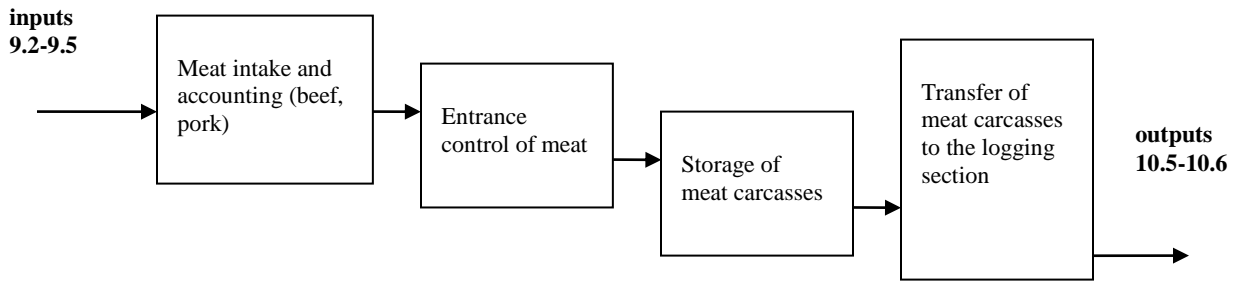 inputs
9.2-9.5
Meat intake and
accounting (beef,
pork)
Entrance
control of meat
Storage of
meat carcasses
Transfer of
meat carcasses
to the logging
section
outputs
10.5-10.6